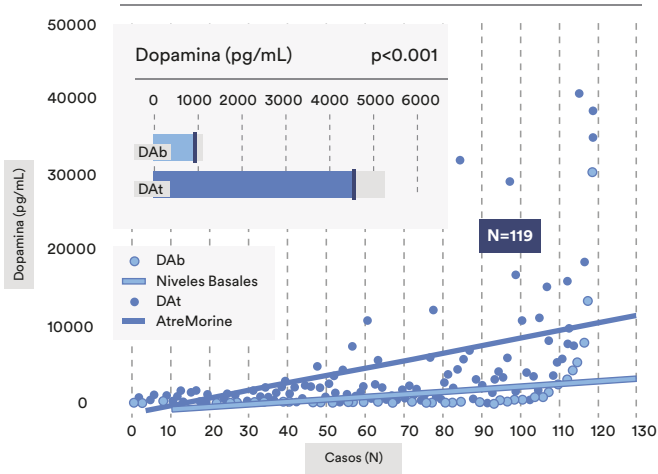 50000
40000
30000
20000
10000
0
Dopamina (pg/mL)
Dopamina (pg/mL) p<0.001
0 1000 2000 3000 4000 5000 6000
DAb
DAt
N=119
DAb
Niveles Basales
DAt
AtreMorine
0 10 20 30 40 50 60 70 80 90 100 110 120 130
Casos (N)